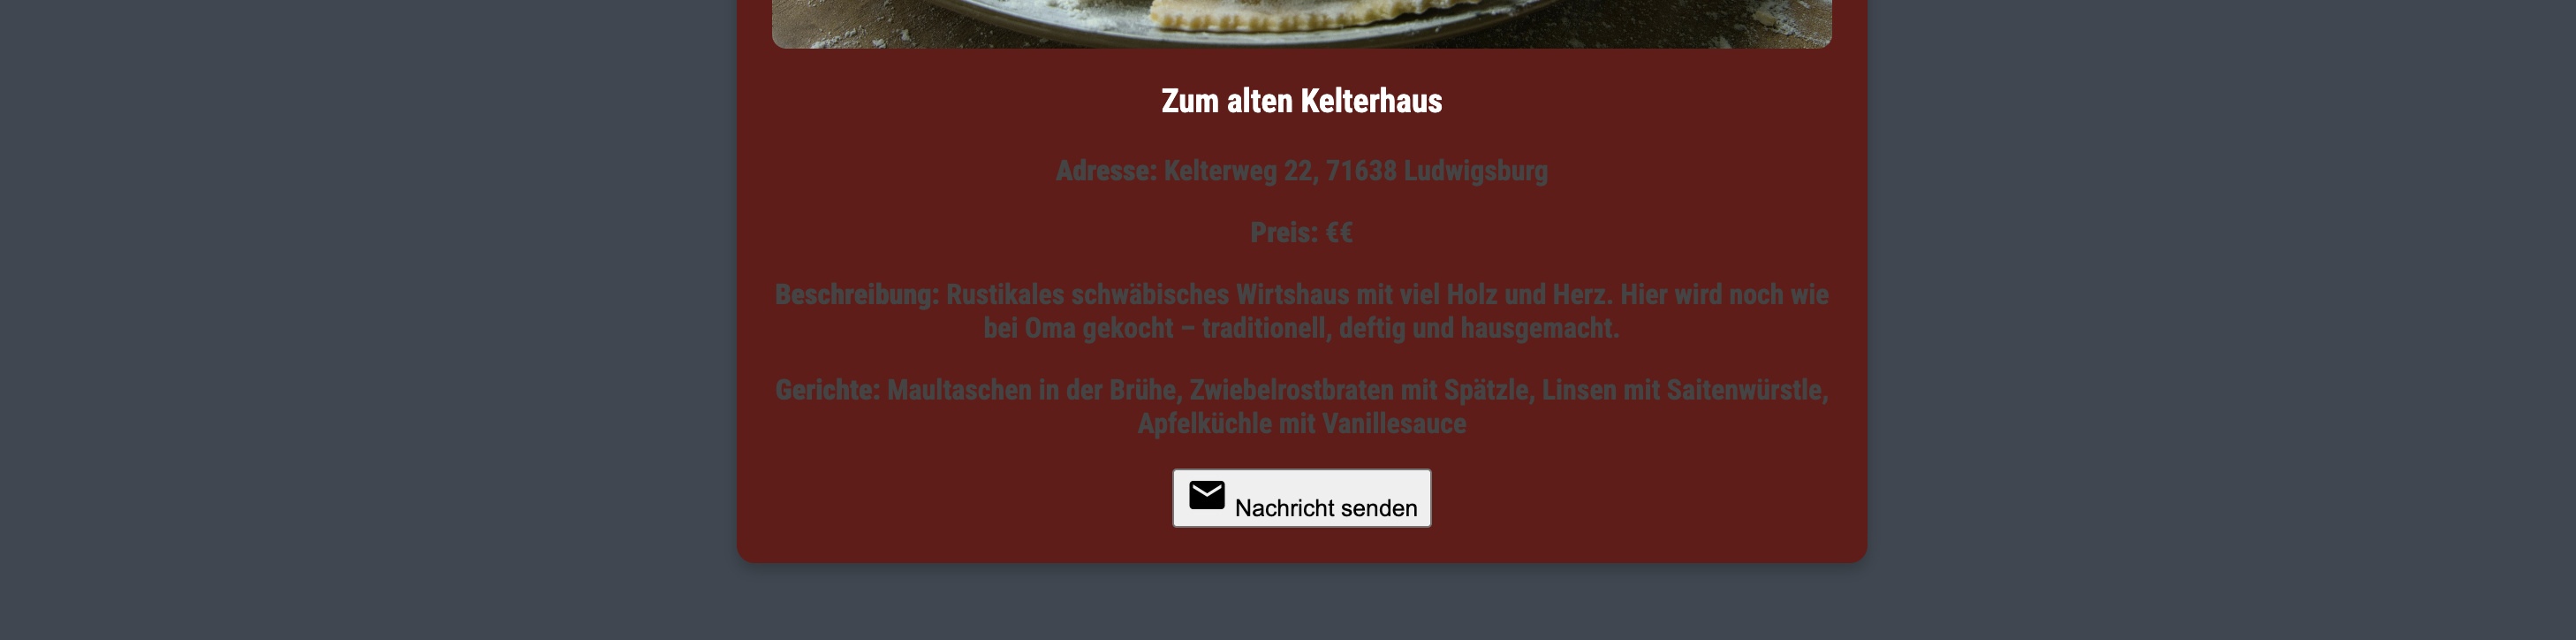 Zum alten Kelterhaus
Adresse: Kelterweg 22, 71638 Ludwigsburg
Preis: €€
Beschreibung: Rustikales schwäbisches Wirtshaus mit viel Holz und Herz. Hier wird noch wie
bei Oma gekocht – traditionell, deftig und hausgemacht.
Gerichte: Maultaschen in der Brühe, Zwiebelrostbraten mit Spätzle, Linsen mit Saitenwürstle,
Apfelküchle mit Vanillesauce
Nachricht senden